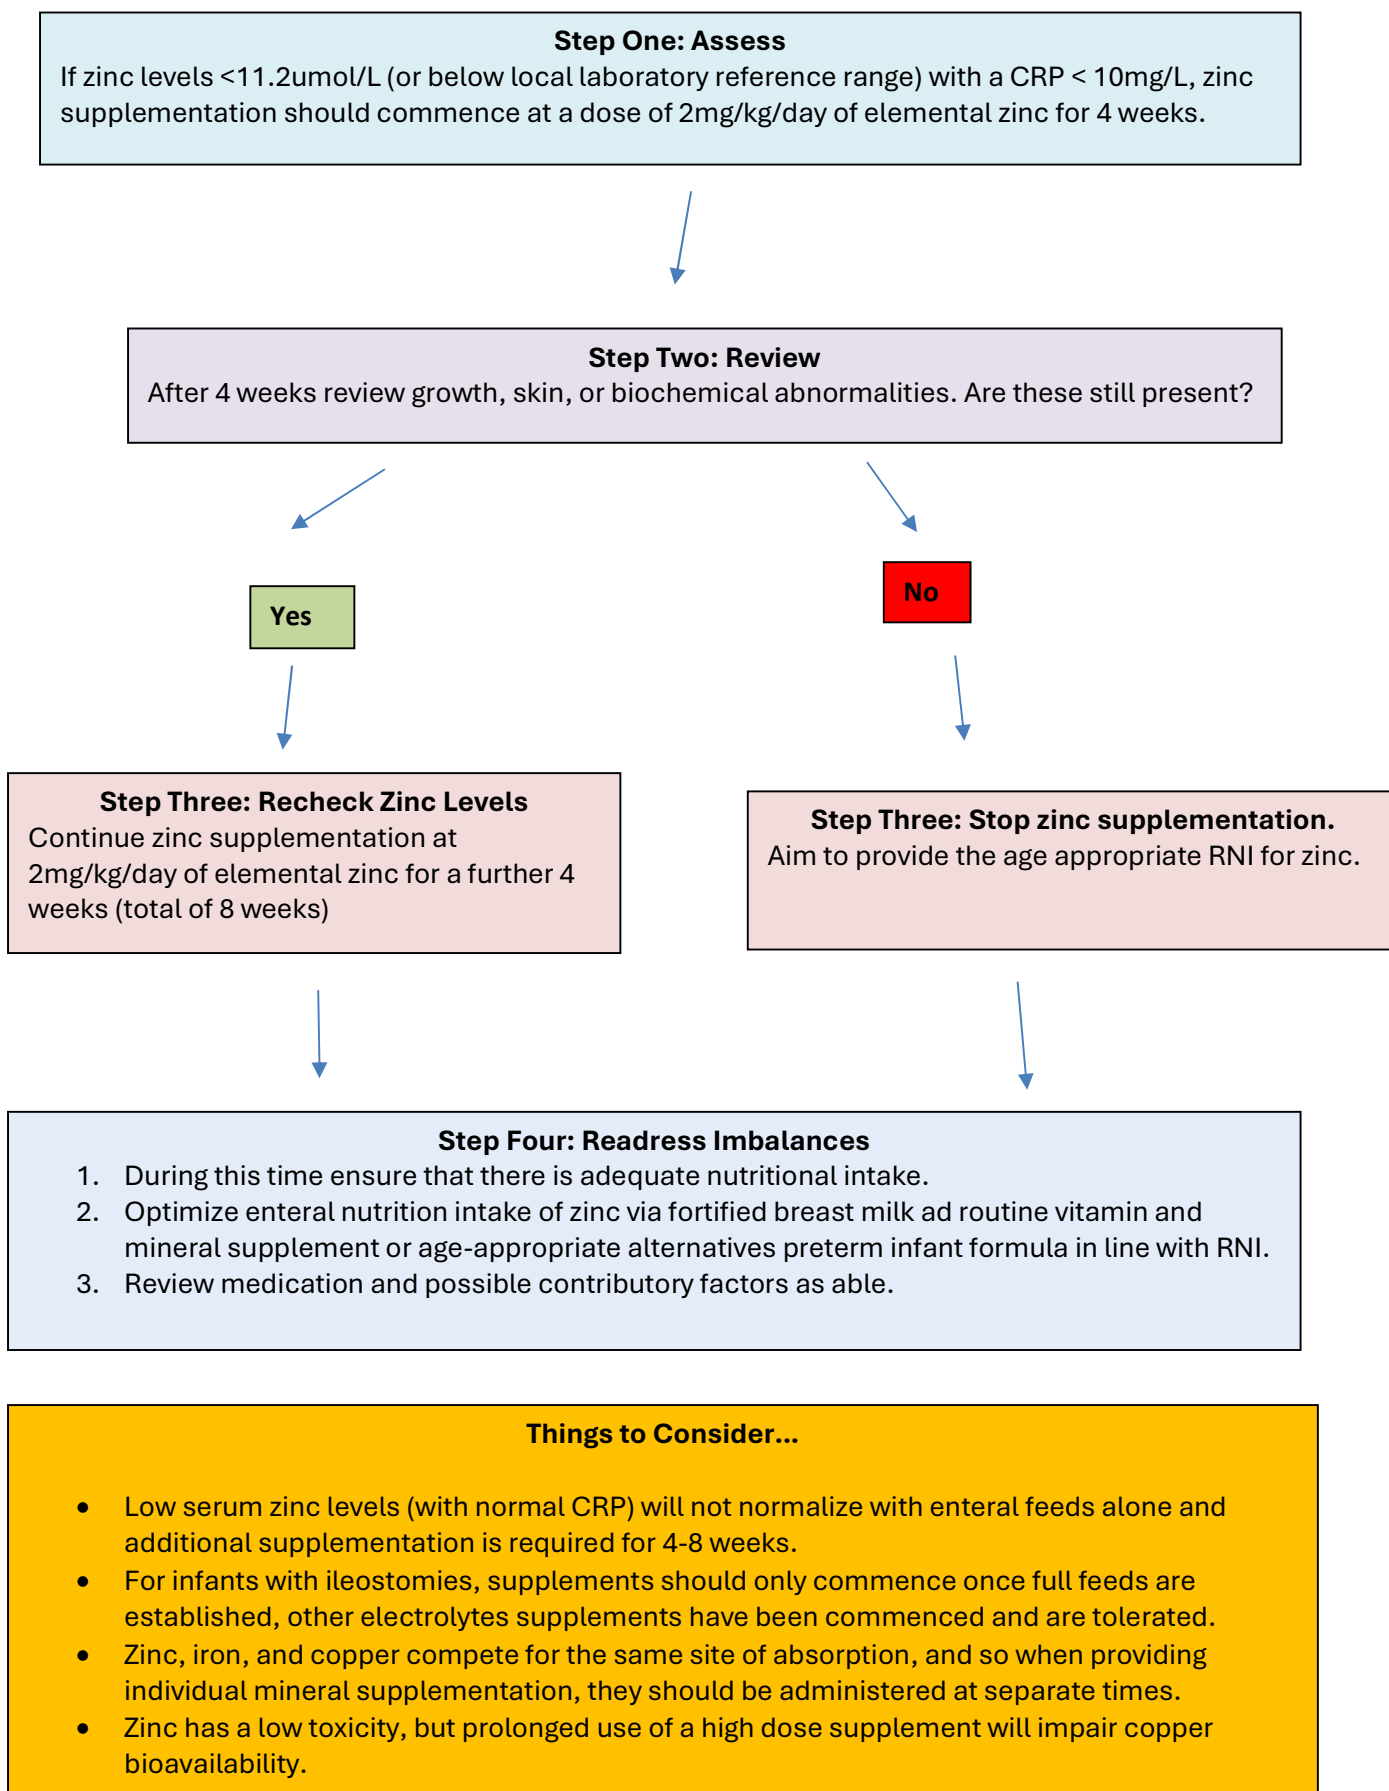 Step One: Assess
If zinc levels <11.2umol/L (or below local laboratory reference range) with a CRP < 10mg/L, zinc
supplementation should commence at a dose of 2mg/kg/day of elemental zinc for 4 weeks.
Step Two: Review
After 4 weeks review growth, skin, or biochemical abnormalities. Are these still present?
Yes
No
Step Three: Recheck Zinc Levels
Continue zinc supplementation at
2mg/kg/day of elemental zinc for a further 4
weeks (total of 8 weeks)
Step Three: Stop zinc supplementation.
Aim to provide the age appropriate RNI for zinc.
Step Four: Readress Imbalances
1. During this time ensure that there is adequate nutritional intake.
2. Optimize enteral nutrition intake of zinc via fortified breast milk ad routine vitamin and
mineral supplement or age-appropriate alternatives preterm infant formula in line with RNI.
3. Review medication and possible contributory factors as able.
Things to Consider...
• Low serum zinc levels (with normal CRP) will not normalize with enteral feeds alone and
additional supplementation is required for 4-8 weeks.
• For infants with ileostomies, supplements should only commence once full feeds are
established, other electrolytes supplements have been commenced and are tolerated.
• Zinc, iron, and copper compete for the same site of absorption, and so when providing
individual mineral supplementation, they should be administered at separate times.
• Zinc has a low toxicity, but prolonged use of a high dose supplement will impair copper
bioavailability.